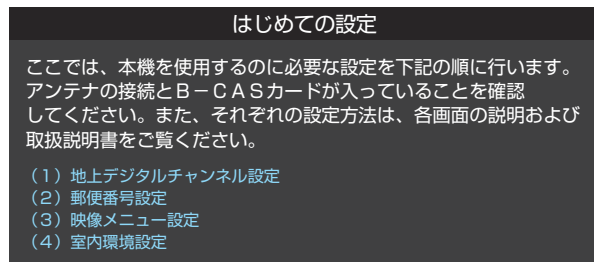 はじめての設定
ここでは、本機を使用するのに必要な設定を下記の順に行います。
アンテナの接続とＢ－ＣＡＳカードが入っていることを確認
してください。また、それぞれの設定方法は、各画面の説明および
取扱説明書をご覧ください。
（１）地上デジタルチャンネル設定
（２）郵便番号設定
（３）映像メニュー設定
（４）室内環境設定